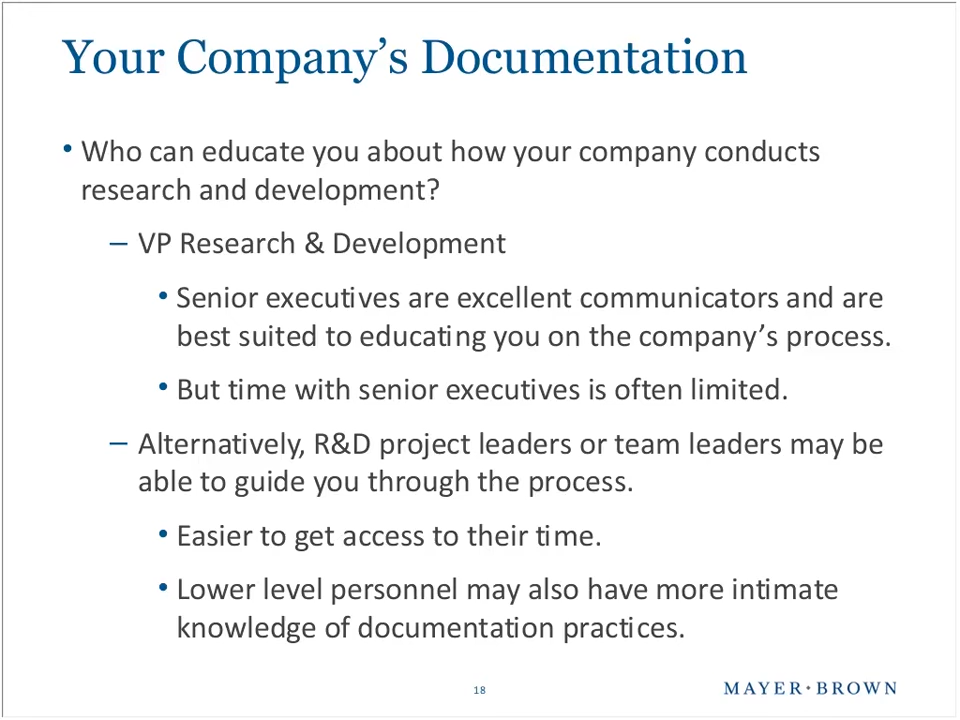 Your Company’s Documentation
• Who can educate you about how your company conducts
research and development?
– VP Research & Development
• Senior executives are excellent communicators and are
best suited to educating you on the company’s process.
• But time with senior executives is often limited.
– Alternatively, R&D project leaders or team leaders may be
able to guide you through the process.
• Easier to get access to their time.
• Lower level personnel may also have more intimate
knowledge of documentation practices.
18
MAYER•BROWN